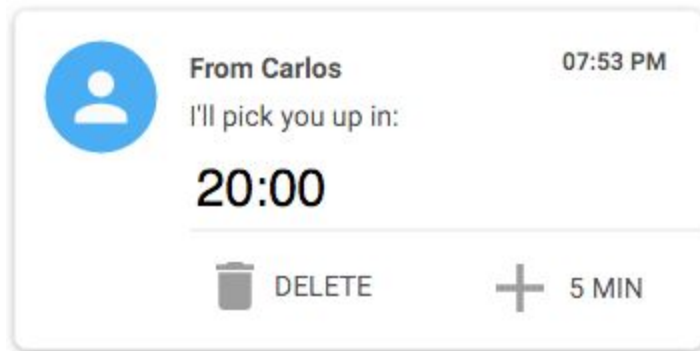 From Carlos
07:53 PM
I'll pick you up in:
20:00
DELETE
5 MIN